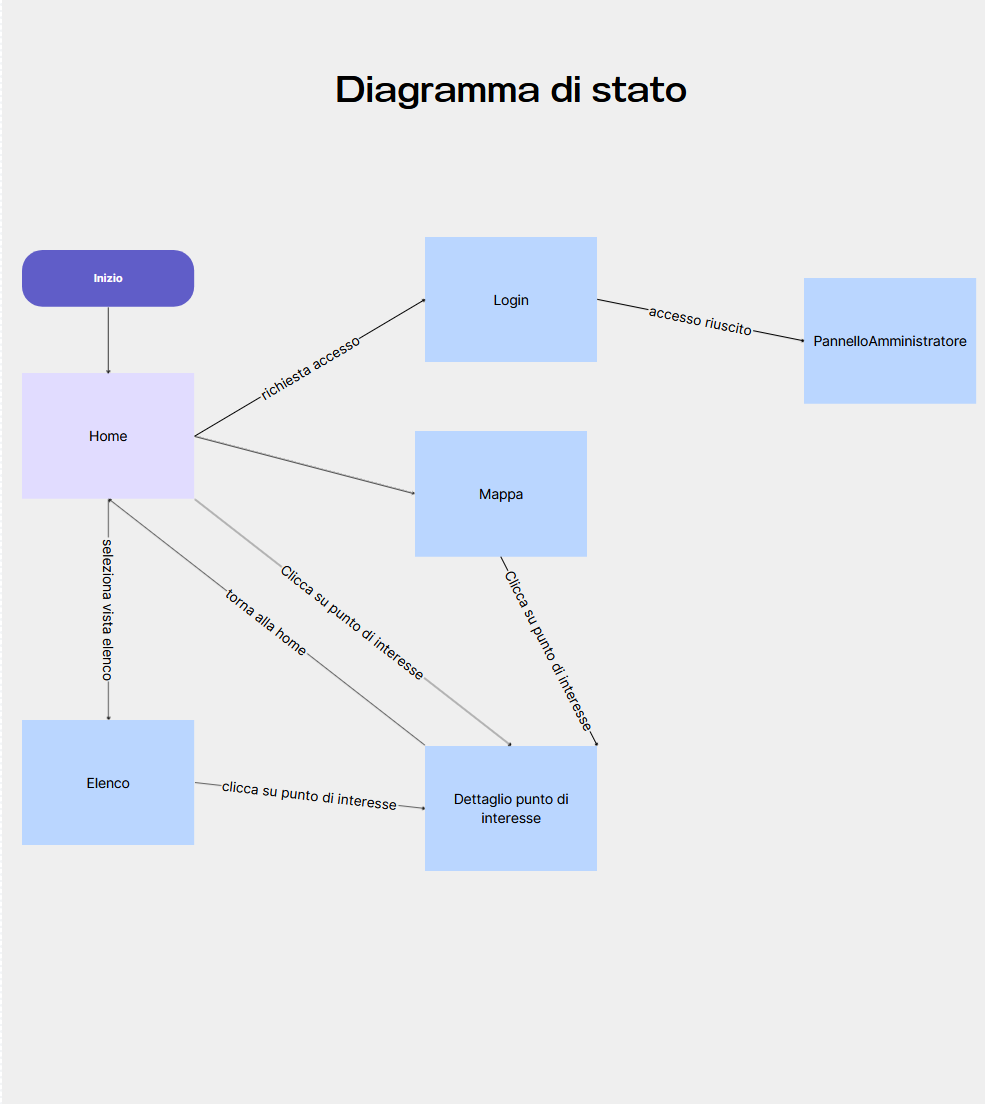 Diagramma di stato
Inizio
Login
accesso riuscito
PannelloAmministratore
richiesta accesso
Home
Mappa
seleziona vista elenco
torna alla home
Clicca su punto di interesse
Clicca su punto di interesse
Elenco
clicca su punto di interesse
Dettaglio punto di
interesse